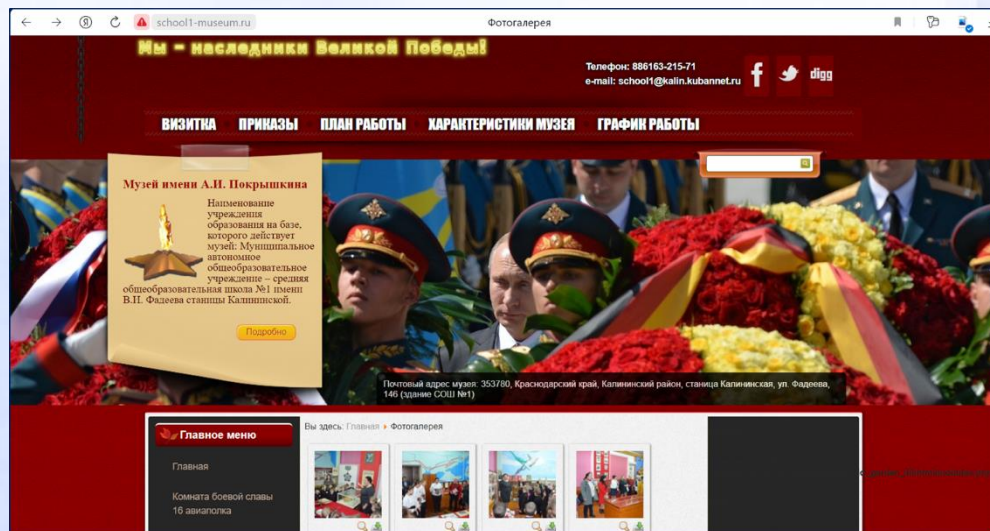 school1-museum.ru
Фотогалерея
Мы - наследники Великой Победы!
Телефон: 886163-215-71
e-mail: school1@kalin.kubannet.ru
digg
ВИЗИТКА ПРИКАЗЫ ПЛАН РАБОТЫ ХАРАКТЕРИСТИКИ МУЗЕЯ ГРАФИК РАБОТЫ
Музей имени А.И. Покрышкина
Наименование
учреждения
образования на базе,
которого действует
музей: Муниципальное
автономное
общеобразовательное
учреждение – средняя
общеобразовательная школа №1 имени
В.И. Фадеева станицы Калининской.
Подробно
Почтовый адрес музея: 353780, Краснодарский край, Калининский район, станица Калининская, ул. Фадеева,
146 (здание СОШ №1)
Вы здесь: Главная Фотогалерея
Главное меню
Главная
Комната боевой славы
16 авиаполка